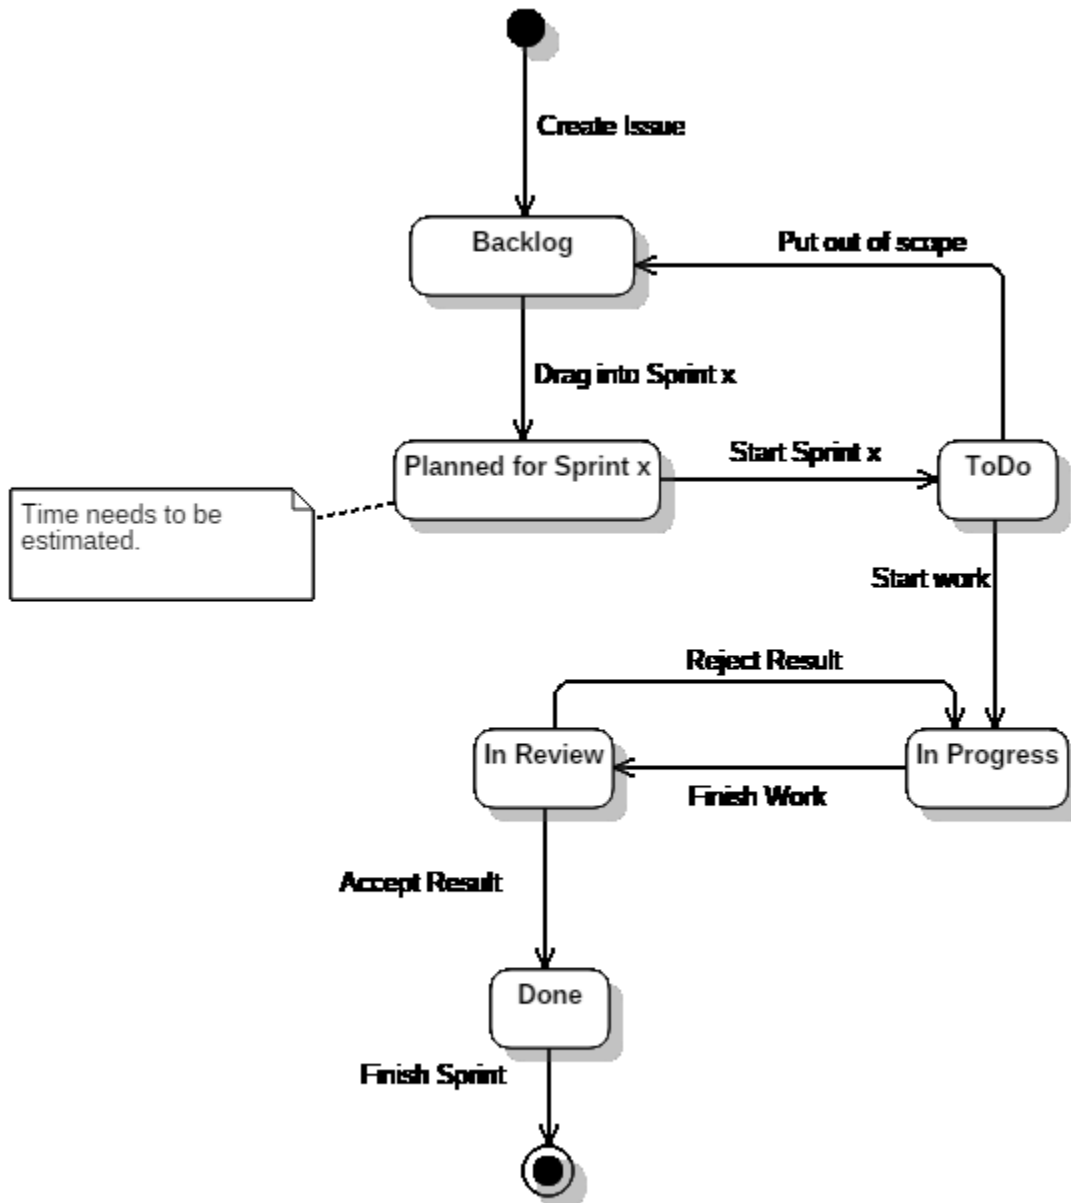 Create Issue
Backlog
Put out of scope
Drag into Sprint x
Planned for Sprint x
Start Sprint x
ToDo
Time needs to be
estimated.
Start work
Reject Result
In Review
In Progress
Finish Work
Accept Result
Done
Finish Sprint